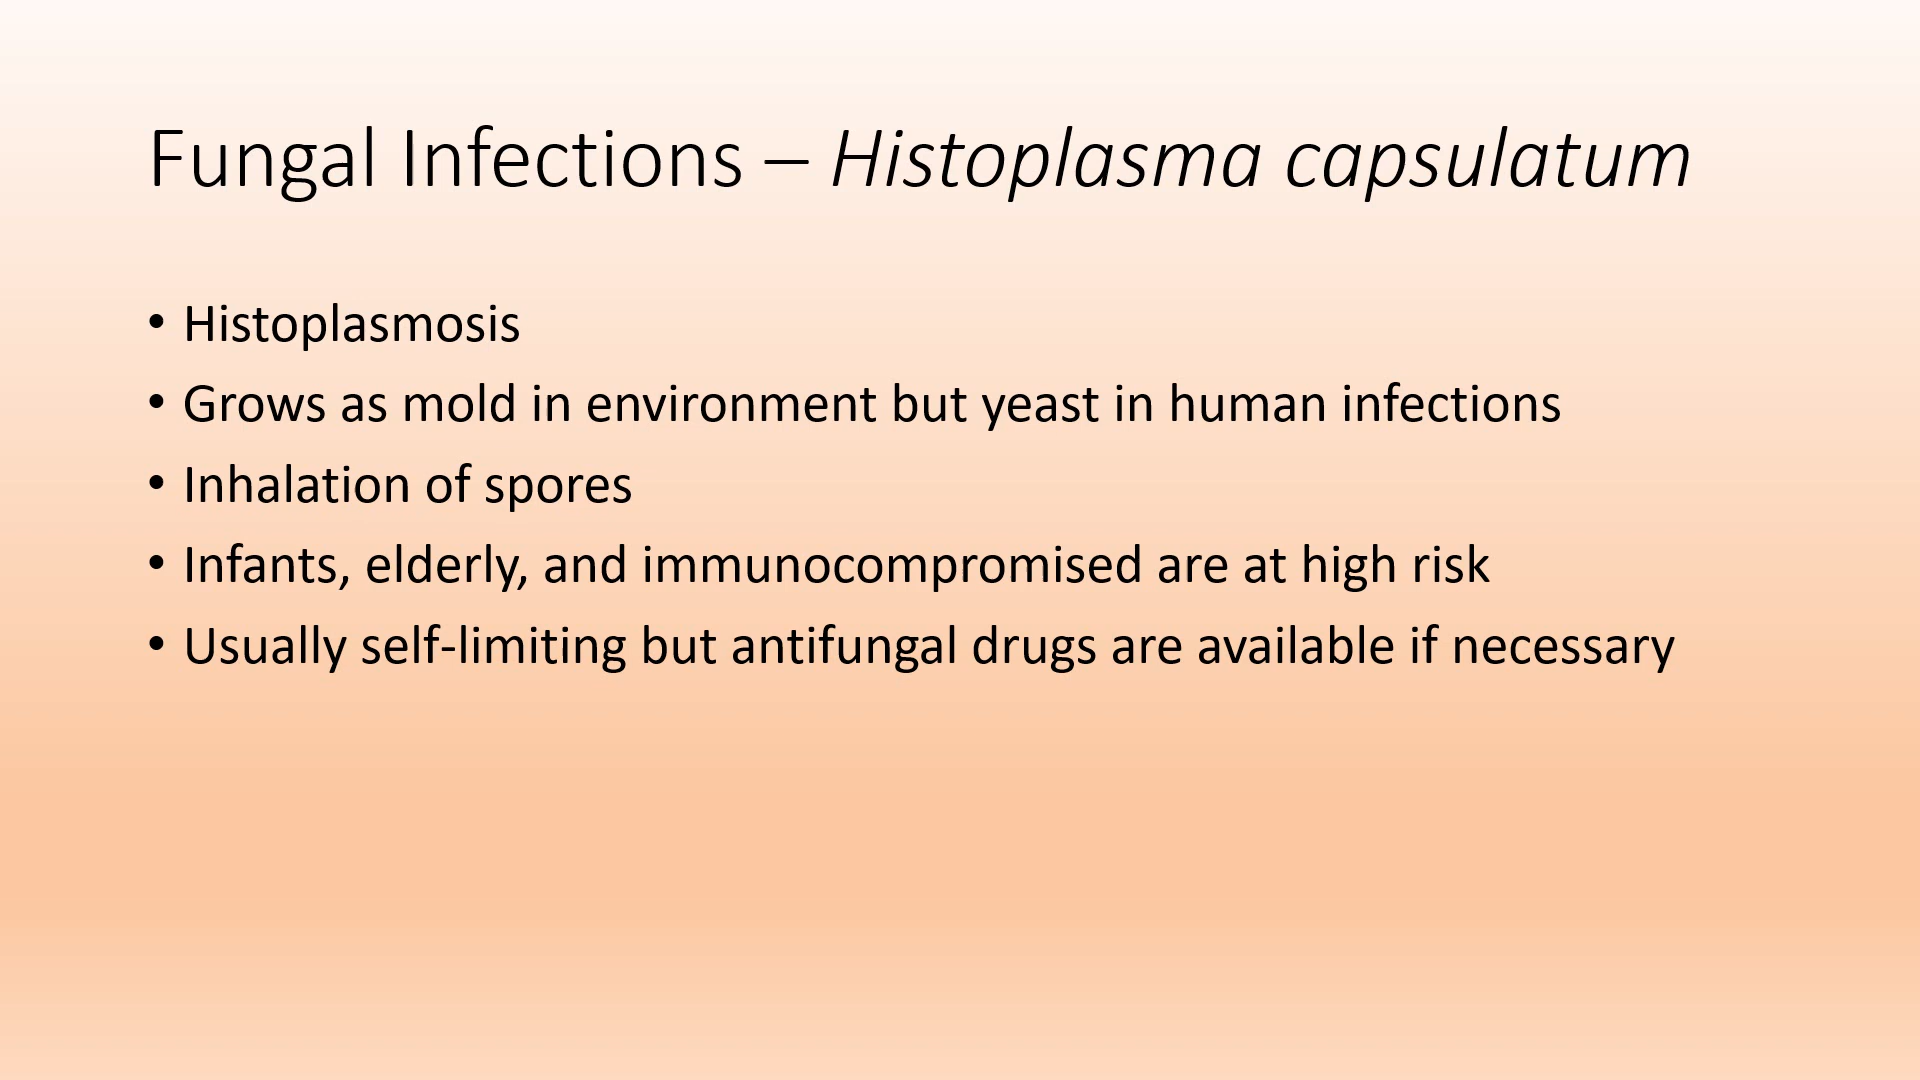 Fungal Infections – Histoplasma capsulatum
• Histoplasmosis
• Grows as mold in environment but yeast in human infections
• Inhalation of spores
• Infants, elderly, and immunocompromised are at high risk
• Usually self-limiting but antifungal drugs are available if necessary